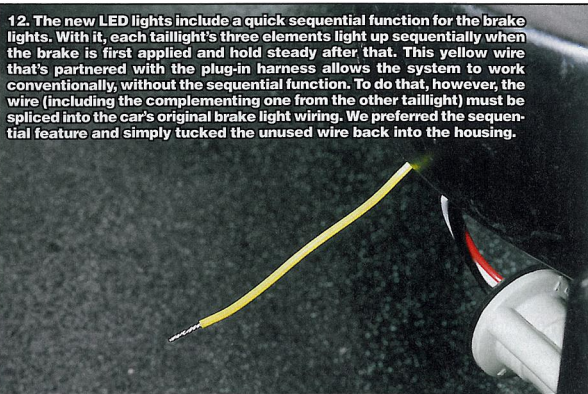 12. The new LED lights include a quick sequential function for the brake
lights. With it, each taillight's three elements light up sequentially when
the brake is first applied and hold steady after that. This yellow wire
that's partnered with the plug-in harness allows the system to work
conventionally, without the sequential function. To do that, however, the
wire (including the complementing one from the other taillight) must be
spliced into the car's original brake light wiring. We preferred the sequen-
tial feature and simply tucked the unused wire back into the housing.